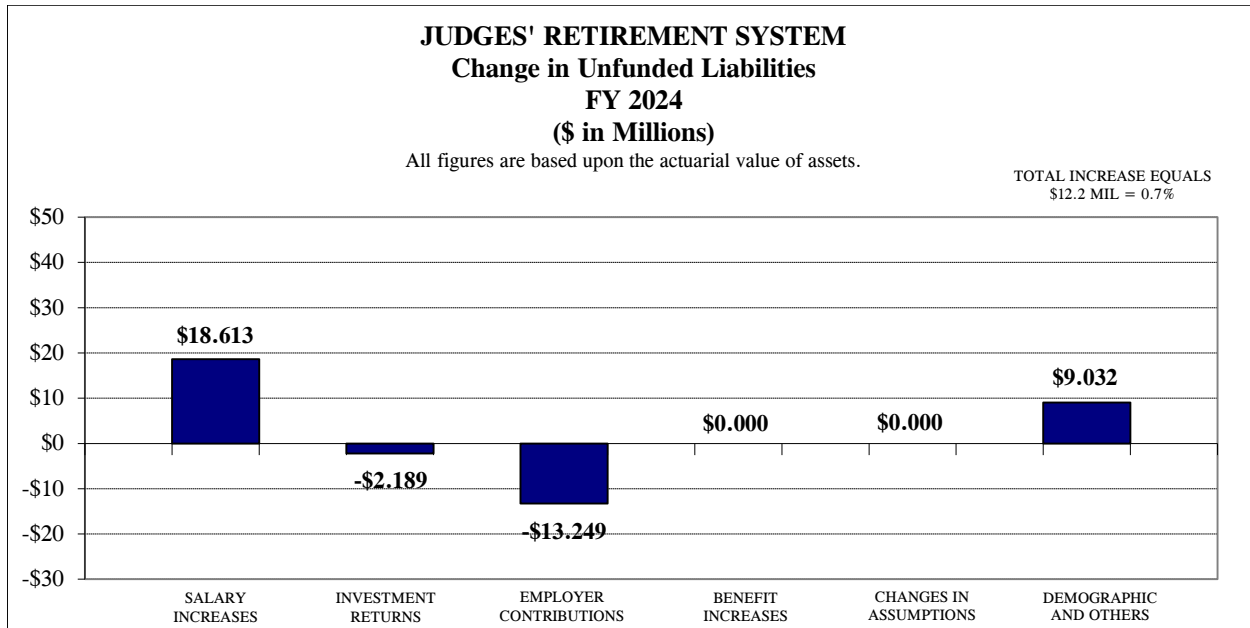 JUDGES' RETIREMENT SYSTEM
Change in Unfunded Liabilities
FY 2024
($ in Millions)
All figures are based upon the actuarial value of assets.
TOTAL INCREASE EQUALS
$12.2 MIL = 0.7%
$50
$40
$30
$20
$10
$0
-$10
-$20
-$30
$18.613
-$2.189
-$13.249
$0.000
$0.000
$9.032
SALARY
INCREASES
INVESTMENT
RETURNS
EMPLOYER
CONTRIBUTIONS
BENEFIT
INCREASES
CHANGES IN
ASSUMPTIONS
DEMOGRAPHIC
AND OTHERS